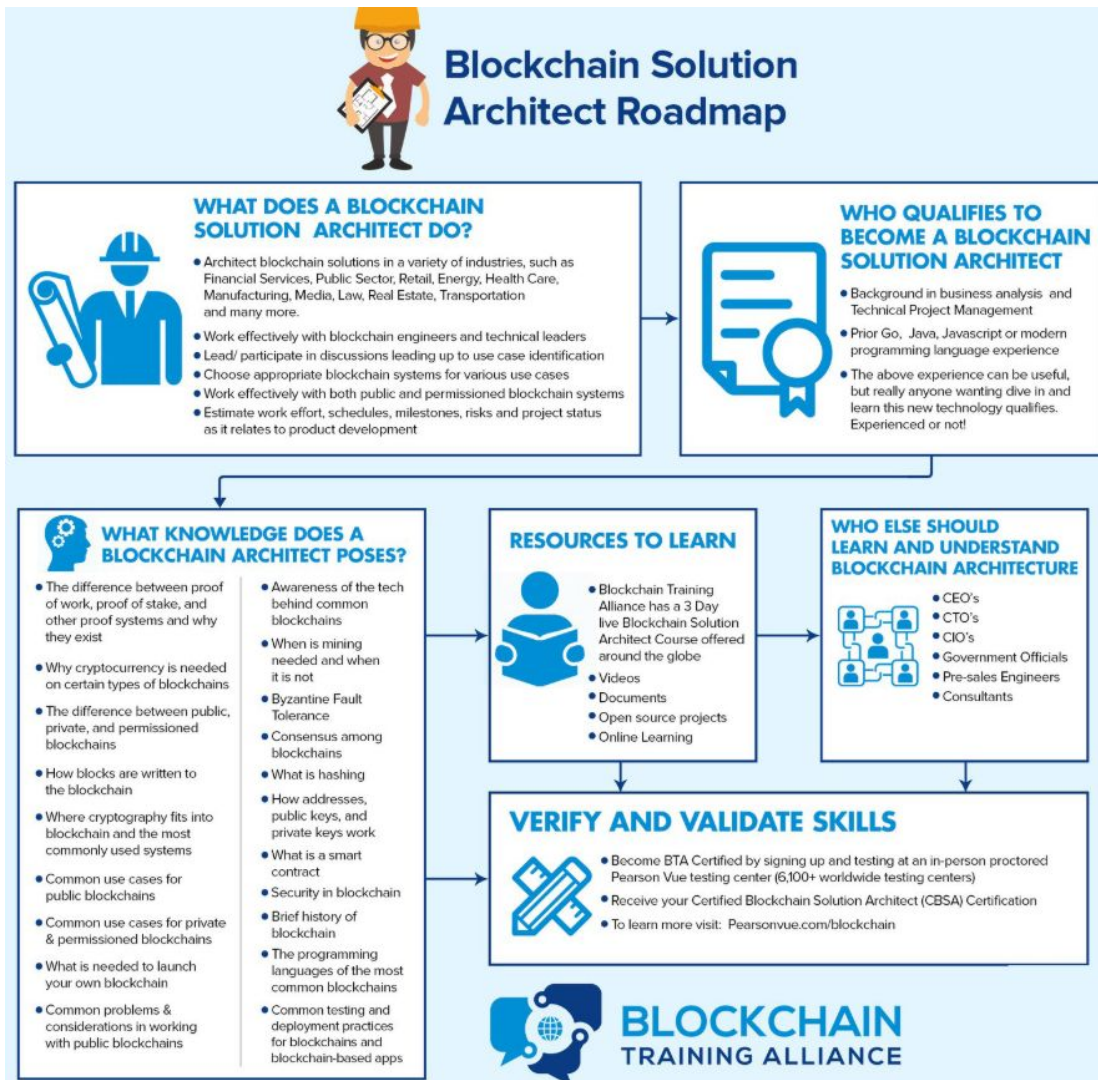 Blockchain Solution
Architect Roadmap
WHAT DOES A BLOCKCHAIN
SOLUTION ARCHITECT DO?
• Architect blockchain solutions in a variety of industries, such as
Financial Services, Public Sector, Retail, Energy, Health Care,
Manufacturing, Media, Law, Real Estate, Transportation
and many more.
• Work effectively with blockchain engineers and technical leaders
• Lead/ participate in discussions leading up to use case identification
• Choose appropriate blockchain systems for various use cases
• Work effectively with both public and permissioned blockchain systems
• Estimate work effort, schedules, milestones, risks and project status
as it relates to product development
WHO QUALIFIES TO
BECOME A BLOCKCHAIN
SOLUTION ARCHITECT
• Background in business analysis and
Technical Project Management
• Prior Go, Java, Javascript or modern
programming language experience
• The above experience can be useful,
but really anyone wanting dive in and
learn this new technology qualifies.
Experienced or not!
WHAT KNOWLEDGE DOES A
BLOCKCHAIN ARCHITECT POSES?
• The difference between proof
of work, proof of stake, and
other proof systems and why
they exist
• Why cryptocurrency is needed
on certain types of blockchains
• The difference between public,
private, and permissioned
blockchains
• How blocks are written to
the blockchain
• Where cryptography fits into
blockchain and the most
commonly used systems
• Common use cases for
public blockchains
• Common use cases for private
& permissioned blockchains
• What is needed to launch
your own blockchain
• Common problems &
considerations in working
with public blockchains
• Awareness of the tech
behind common
blockchains
• When is mining
needed and when
it is not
• Byzantine Fault
Tolerance
• Consensus among
blockchains
• What is hashing
• How addresses,
public keys, and
private keys work
• What is a smart
contract
• Security in blockchain
• Brief history of
blockchain
• The programming
languages of the most
common blockchains
• Common testing and
deployment practices
for blockchains and
blockchain-based apps
RESOURCES TO LEARN
• Blockchain Training
Alliance has a 3 Day
live Blockchain Solution
Architect Course offered
around the globe
• Videos
• Documents
• Open source projects
• Online Learning
WHO ELSE SHOULD
LEARN AND UNDERSTAND
BLOCKCHAIN ARCHITECTURE
• CEO's
• CTO's
• CIO's
• Government Officials
• Pre-sales Engineers
• Consultants
VERIFY AND VALIDATE SKILLS
• Become BTA Certified by signing up and testing at an in-person proctored
Pearson Vue testing center (6,100+ worldwide testing centers)
• Receive your Certified Blockchain Solution Architect (CBSA) Certification
• To learn more visit: Pearsonvue.com/blockchain
BLOCKCHAIN
TRAINING ALLIANCE